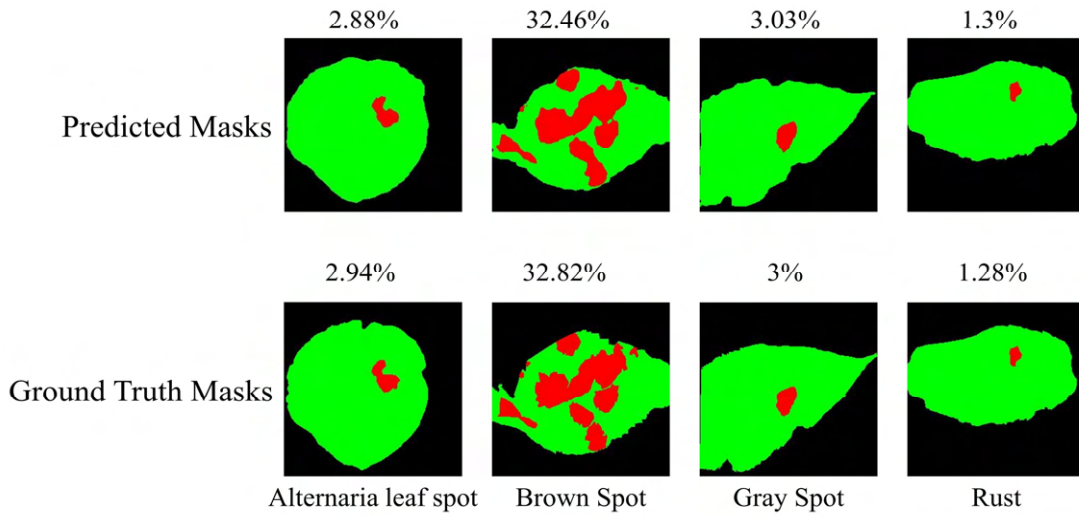 2.88% 32.46% 3.03% 1.3%
Predicted Masks
2.94% 32.82% 3% 1.28%
Ground Truth Masks
Alternaria leaf spot Brown Spot Gray Spot Rust